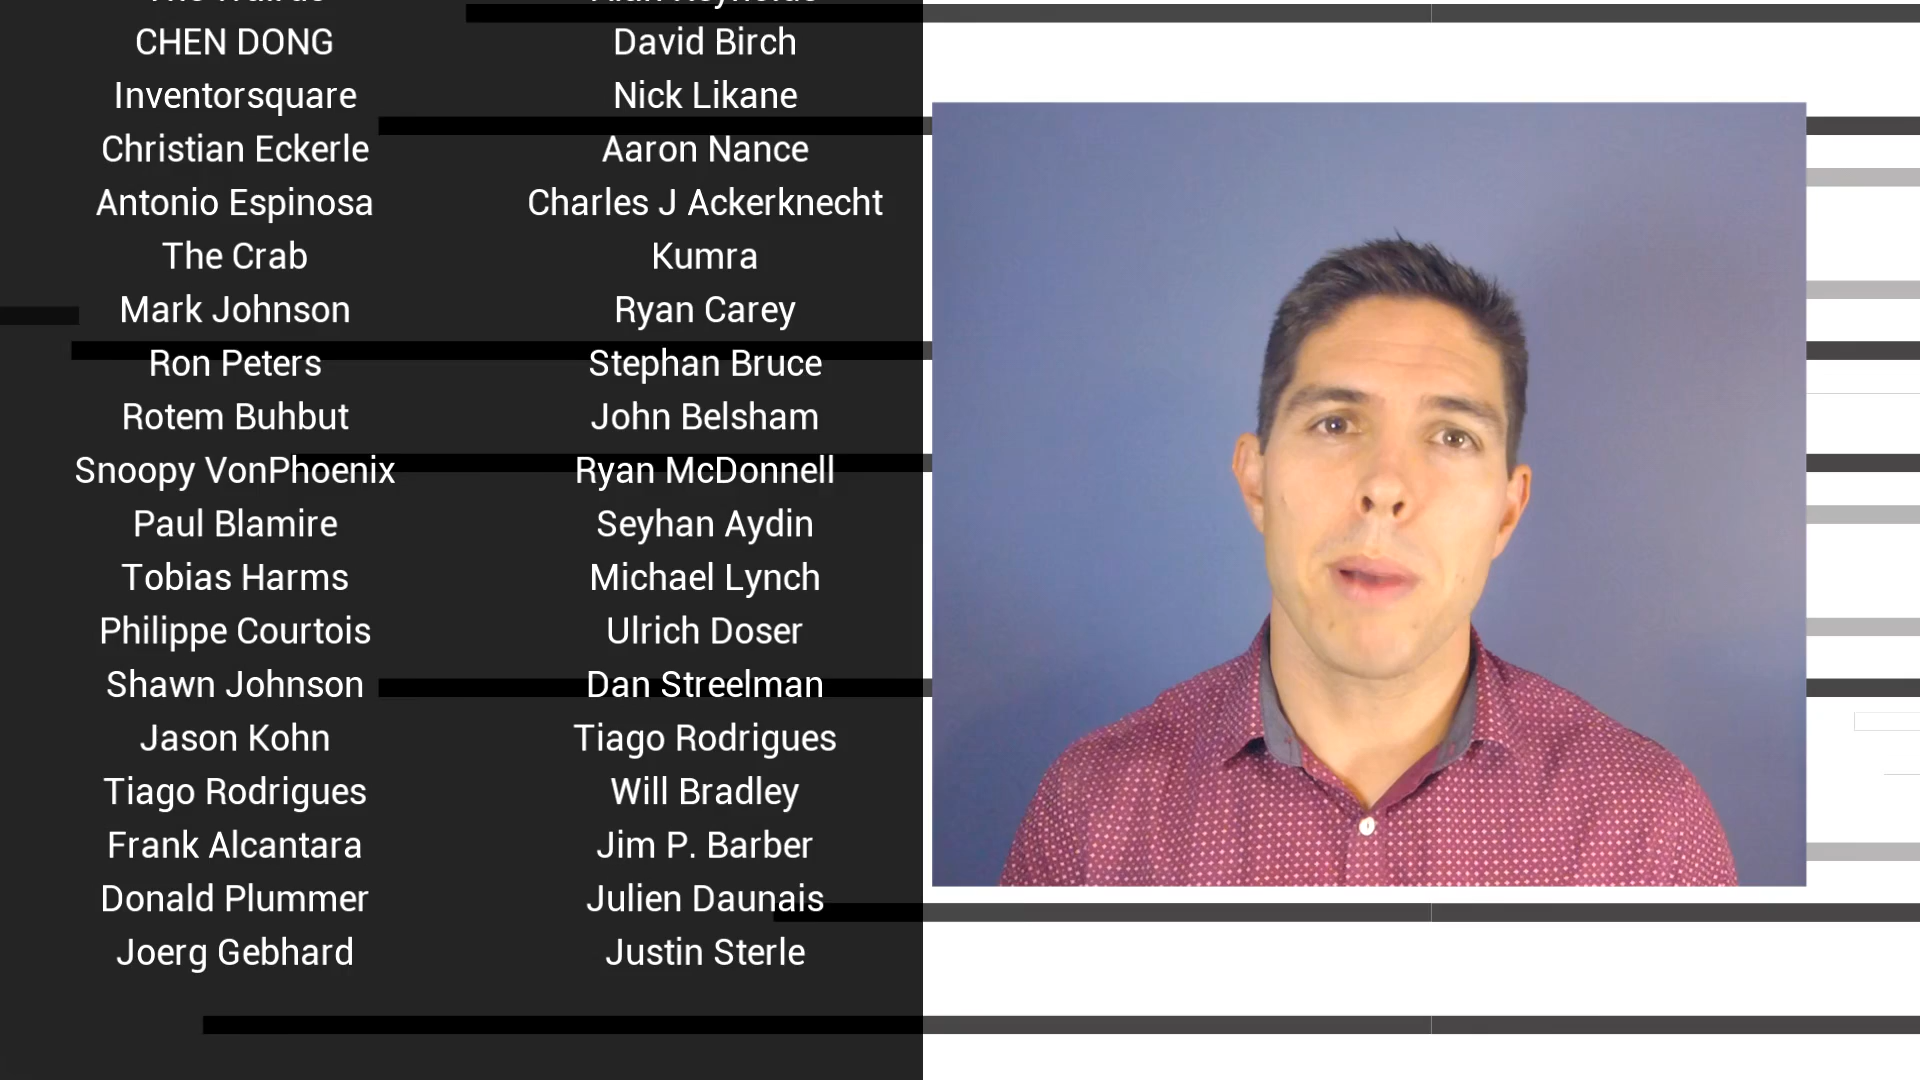 CHEN DONG
Inventorsquare
Christian Eckerle
Antonio Espinosa
The Crab
Mark Johnson
Ron Peters
Rotem Buhbut
Snoopy VonPhoenix
Paul Blamire
Tobias Harms
Philippe Courtois
Shawn Johnson
Jason Kohn
Tiago Rodrigues
Frank Alcantara
Donald Plummer
Joerg Gebhard
David Birch
Nick Likane
Aaron Nance
Charles J Ackerknecht
Kumra
Ryan Carey
Stephan Bruce
John Belsham
Ryan McDonnell
Seyhan Aydin
Michael Lynch
Ulrich Doser
Dan Streelman
Tiago Rodrigues
Will Bradley
Jim P. Barber
Julien Daunais
Justin Sterle